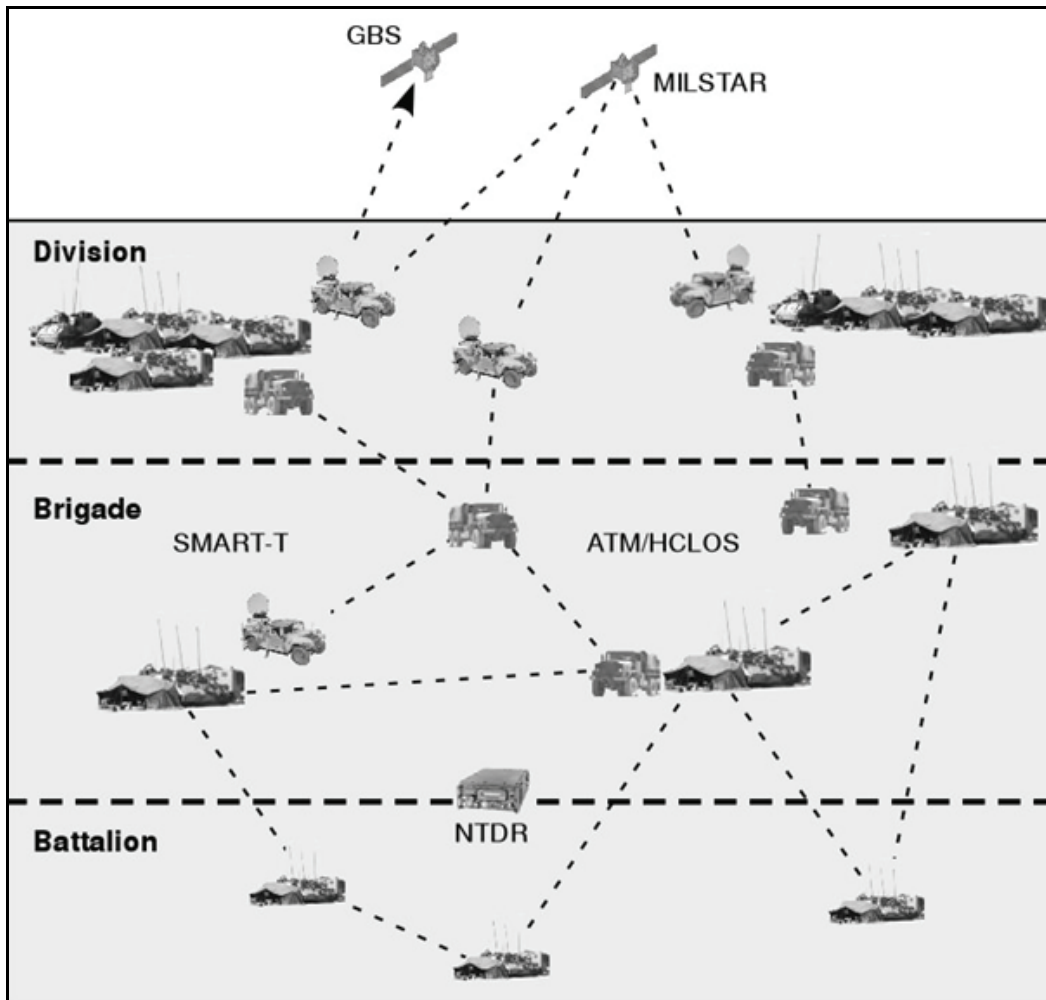 GBS
MILSTAR
Division
Brigade
SMART-T
ATM/HCLOS
NTDR
Battalion